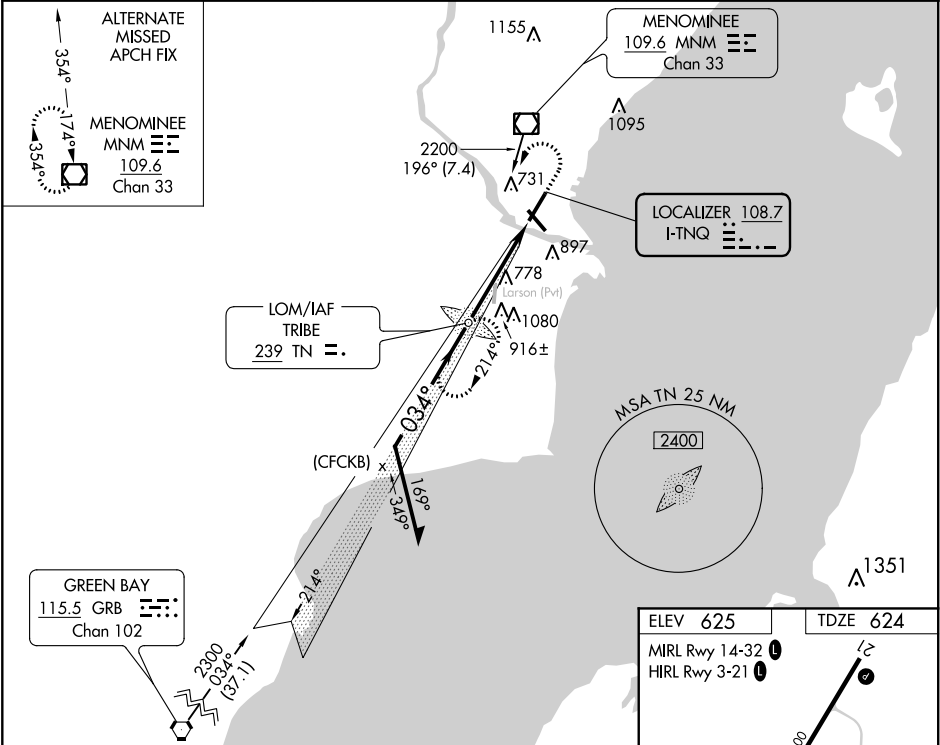 ALTERNATE
MISSED
APCH FIX
354°
174°
354°
MENOMINEE
MNM
109.6
Chan 33
1155
MENOMINEE
109.6 MNM
Chan 33
1095
2200
196° (7.4)
731
LOCALIZER 108.7
I-TNQ
897
778
Larson (Pvt)
1080
916±
LOM/IAF
TRIBE
239 TN
214°
034°
(CFCKB) x
349°
169°
MSA TN 25 NM
2400
1351
214°
GREEN BAY
115.5 GRB
Chan 102
2300
034°
(37.1)
ELEV 625
TDZE 624
MIRL Rwy 14-32 L
HIRL Rwy 3-21 L
21
P